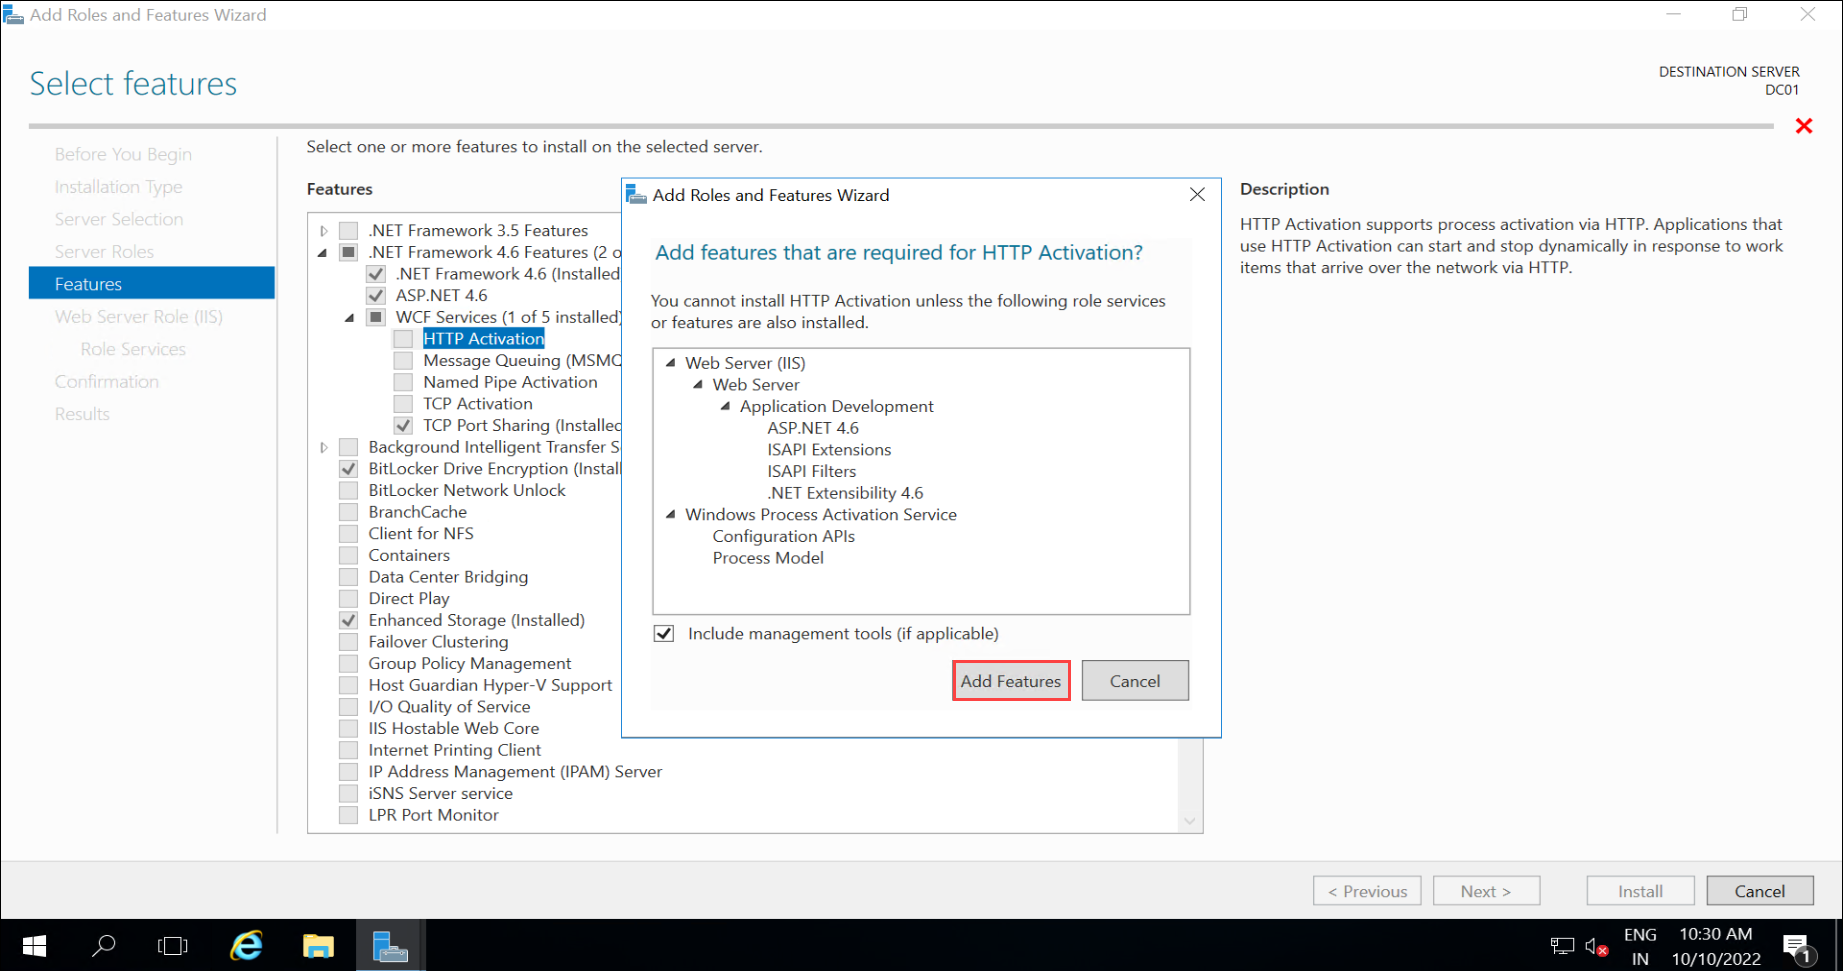 Add Roles and Features Wizard
Select features
DESTINATION SERVER
DC01
Before You Begin
Installation Type
Server Selection
Server Roles
Features
Web Server Role (IIS)
Role Services
Confirmation
Results
Select one or more features to install on the selected server.
Features
.NET Framework 3.5 Features
.NET Framework 4.6 Features (2 o
.NET Framework 4.6 (Installed
ASP.NET 4.6
WCF Services (1 of 5 installed)
HTTP Activation
Message Queuing (MSMQ
Named Pipe Activation
TCP Activation
TCP Port Sharing (Installed
Background Intelligent Transfer S
BitLocker Drive Encryption (Install
BitLocker Network Unlock
BranchCache
Client for NFS
Containers
Data Center Bridging
Direct Play
Enhanced Storage (Installed)
Failover Clustering
Group Policy Management
Host Guardian Hyper-V Support
I/O Quality of Service
IIS Hostable Web Core
Internet Printing Client
IP Address Management (IPAM) Server
iSNS Server service
LPR Port Monitor
Add Roles and Features Wizard
Add features that are required for HTTP Activation?
You cannot install HTTP Activation unless the following role services
or features are also installed.
Web Server (IIS)
Web Server
Application Development
ASP.NET 4.6
ISAPI Extensions
ISAPI Filters
.NET Extensibility 4.6
Windows Process Activation Service
Configuration APIs
Process Model
Include management tools (if applicable)
Add Features
Cancel
Description
HTTP Activation supports process activation via HTTP. Applications that
use HTTP Activation can start and stop dynamically in response to work
items that arrive over the network via HTTP.
< Previous
Next >
Install
Cancel
ENG
IN
10:30 AM
10/10/2022
1